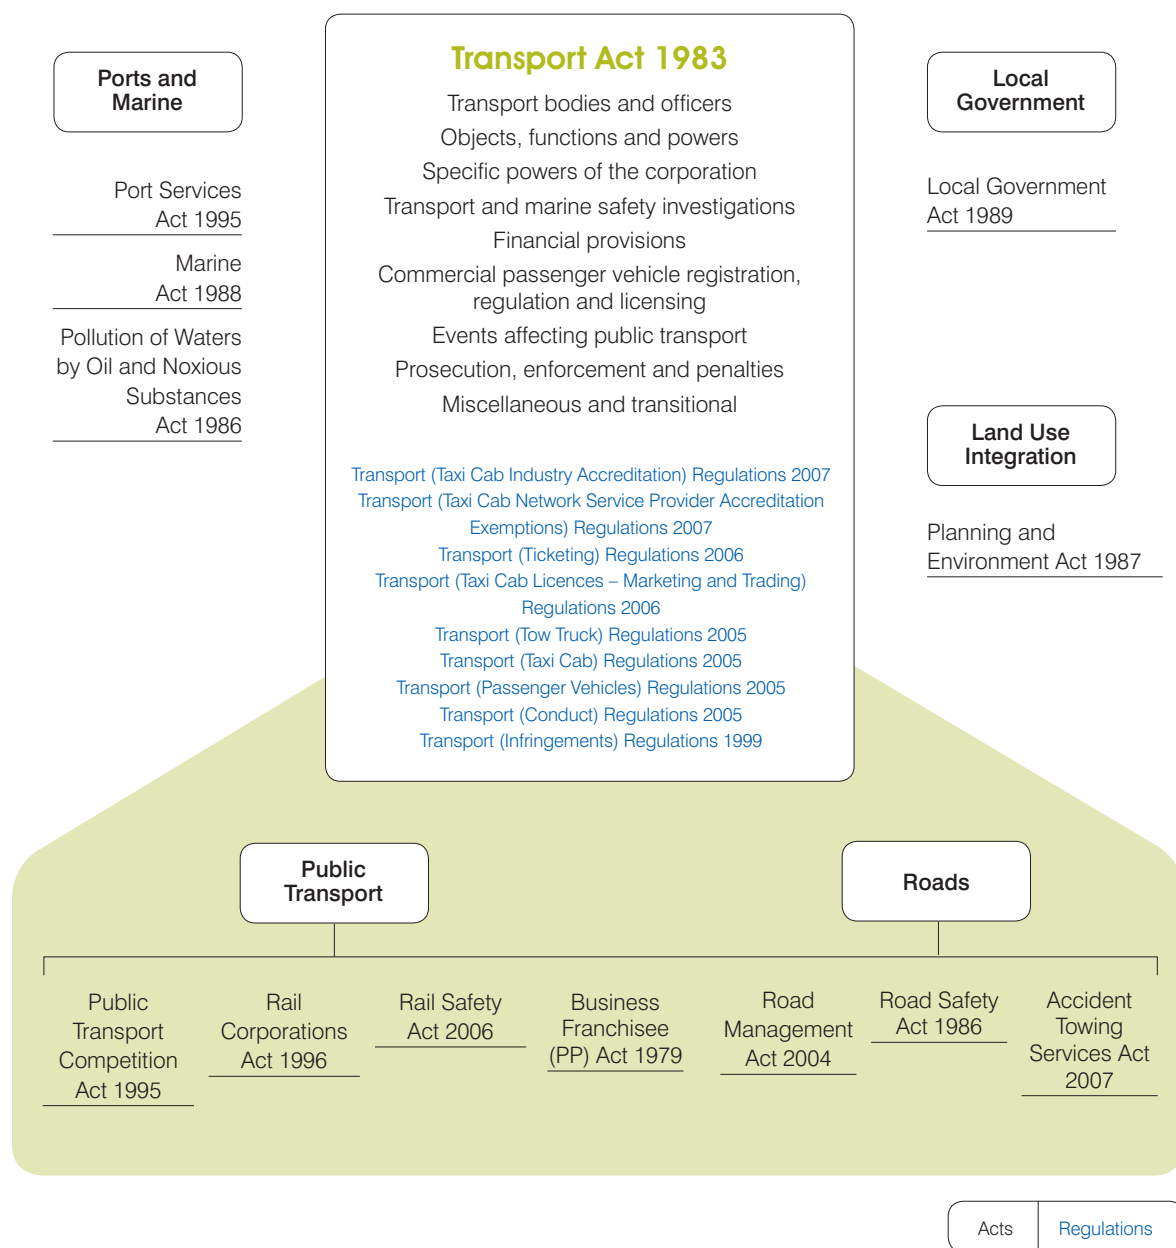 Transport Act 1983
Transport bodies and officers
Objects, functions and powers
Specific powers of the corporation
Transport and marine safety investigations
Financial provisions
Commercial passenger vehicle registration,
regulation and licensing
Events affecting public transport
Prosecution, enforcement and penalties
Miscellaneous and transitional
Transport (Taxi Cab Industry Accreditation) Regulations 2007
Transport (Taxi Cab Network Service Provider Accreditation
Exemptions) Regulations 2007
Transport (Ticketing) Regulations 2006
Transport (Taxi Cab Licences – Marketing and Trading)
Regulations 2006
Transport (Tow Truck) Regulations 2005
Transport (Taxi Cab) Regulations 2005
Transport (Passenger Vehicles) Regulations 2005
Transport (Conduct) Regulations 2005
Transport (Infringements) Regulations 1999
Ports and
Marine
Port Services
Act 1995
Marine
Act 1988
Pollution of Waters
by Oil and Noxious
Substances
Act 1986
Local
Government
Local Government
Act 1989
Land Use
Integration
Planning and
Environment Act 1987
Public
Transport
Roads
Public
Transport
Competition
Act 1995
Rail
Corporations
Act 1996
Rail Safety
Act 2006
Business
Franchisee
(PP) Act 1979
Road
Management
Act 2004
Road Safety
Act 1986
Accident
Towing
Services Act
2007
Acts
Regulations